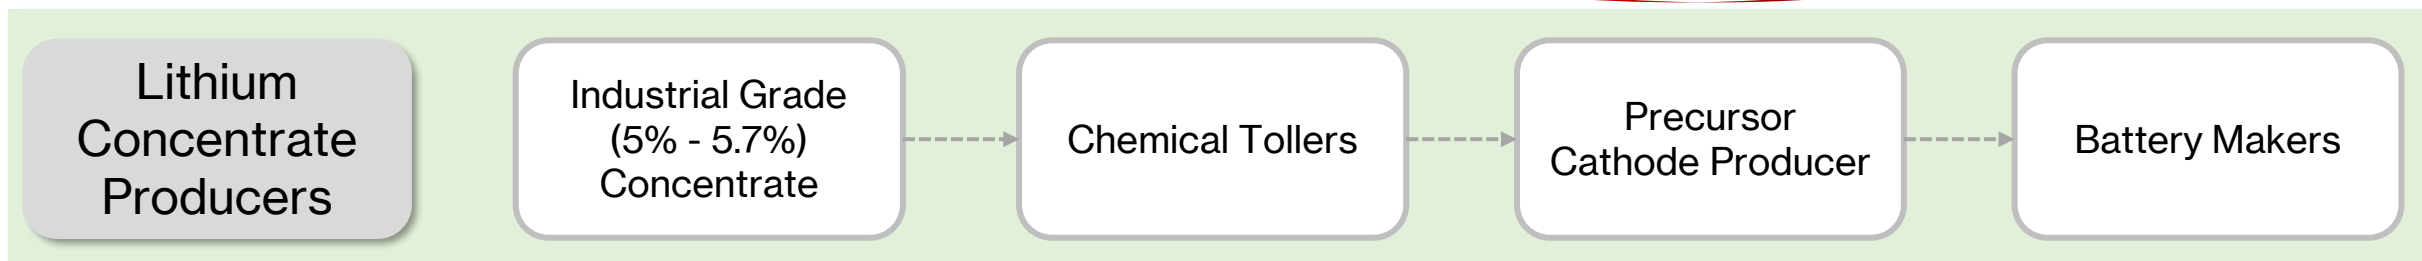 Lithium
Concentrate
Producers
Industrial Grade
(5% - 5.7%)
Concentrate
Chemical Tollers
Precursor
Cathode Producer
Battery Makers